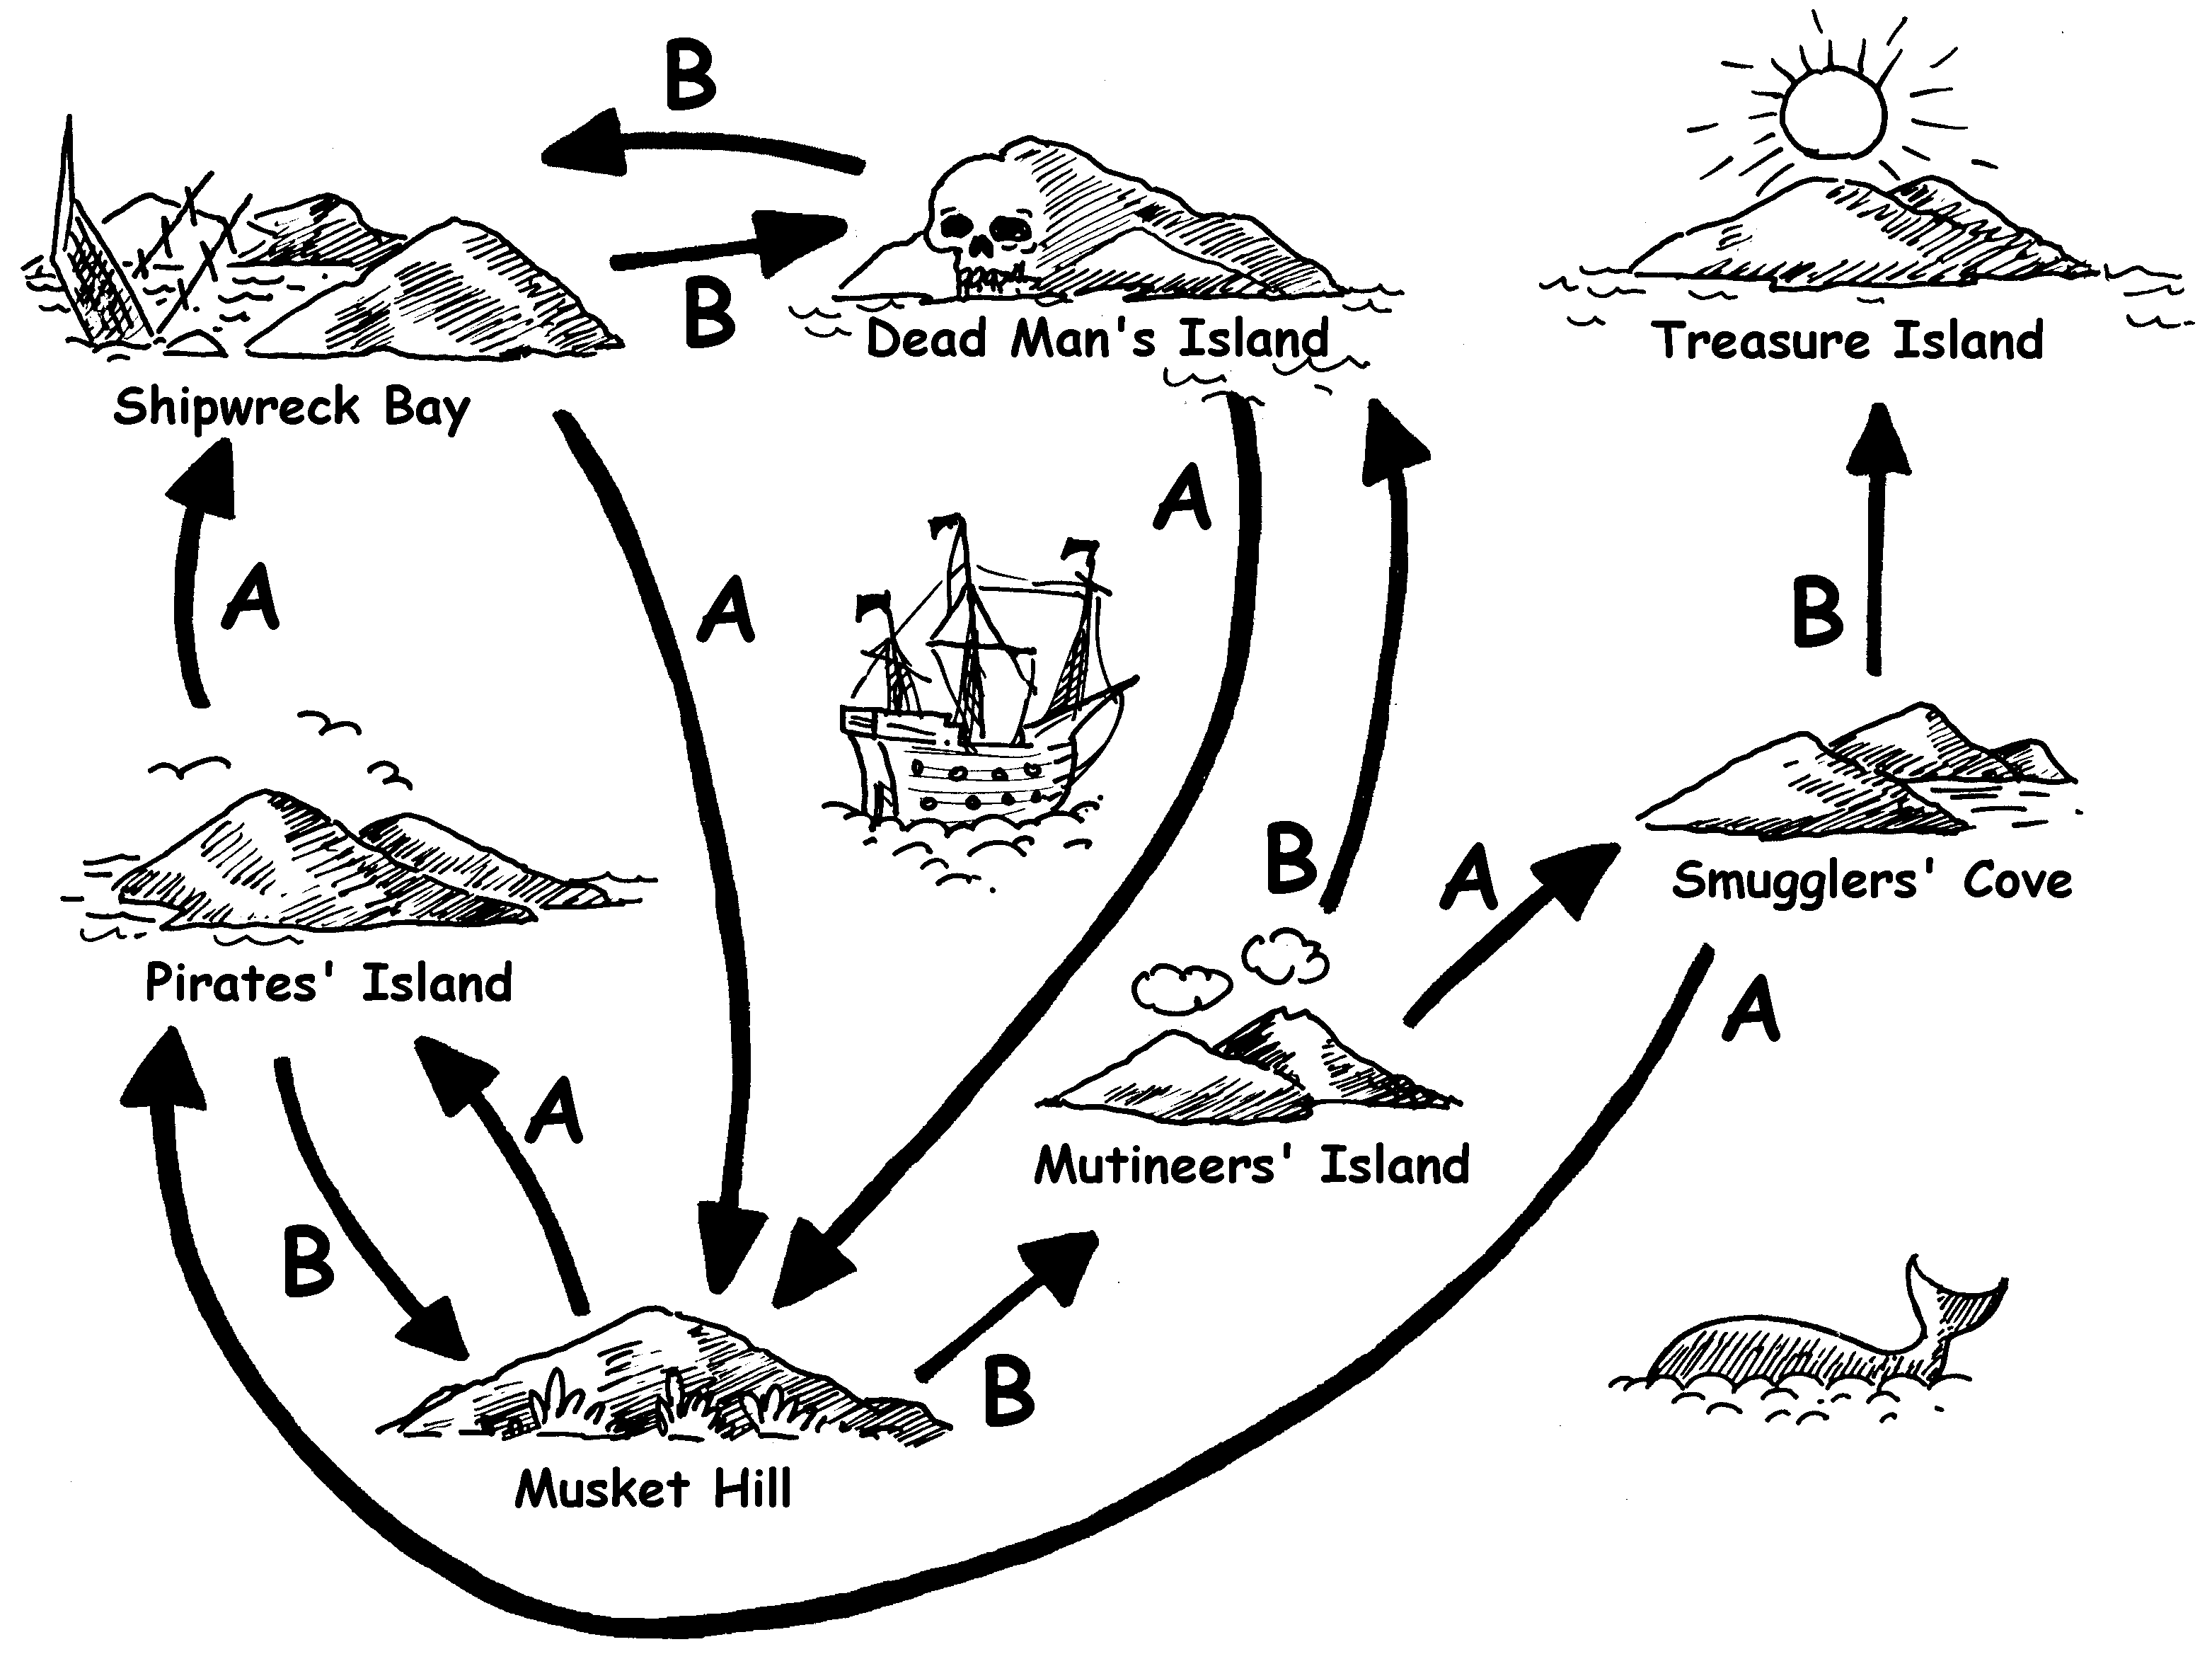 B
B
Dead Man's Island
Treasure Island
Shipwreck Bay
A
A
A
B
B
A
Smugglers' Cove
Pirates' Island
A
A
Mutineers' Island
B
B
Musket Hill